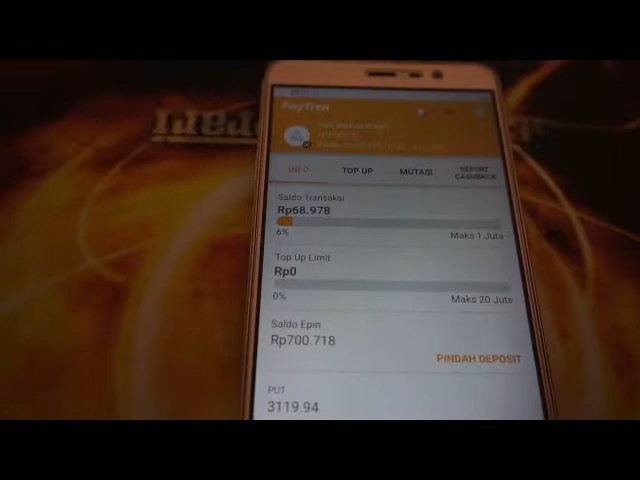 PayTren
INFO
TOP UP
MUTASI
REPORT
CASHBACK
Saldo Transaksi
Rp68.978
6%
Maks 1 Juta
Top Up Limit
Rp0
0%
Maks 20 Juta
Saldo Epin
Rp700.718
PINDAH DEPOSIT
PUT
3119.94